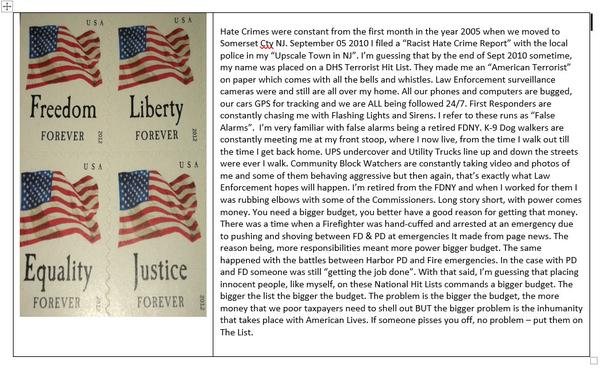 USA
USA
Freedom
FOREVER
2012
Liberty
FOREVER
2012
USA
USA
Equality
FOREVER
2012
Justice
FOREVER
2012
Hate Crimes were constant from the first month in the year 2005 when we moved to
Somerset Cty NJ. September 05 2010 I filed a “Racist Hate Crime Report” with the local
police in my “Upscale Town in NJ”. I’m guessing that by the end of Sept 2010 sometime,
my name was placed on a DHS Terrorist Hit List. They made me an “American Terrorist”
on paper which comes with all the bells and whistles. Law Enforcement surveillance
cameras were and still are all over my home. All our phones and computers are bugged,
our cars GPS for tracking and we are ALL being followed 24/7. First Responders are
constantly chasing me with Flashing Lights and Sirens. I refer to these runs as “False
Alarms”.  I’m very familiar with false alarms being a retired FDNY. K-9 Dog walkers are
constantly meeting me at my front stoop, where I now live, from the time I walk out till
the time I get back home. UPS undercover and Utility Trucks line up and down the streets
were ever I walk. Community Block Watchers are constantly taking video and photos of
me and some of them behaving aggressive but then again, that’s exactly what Law
Enforcement hopes will happen. I’m retired from the FDNY and when I worked for them I
was rubbing elbows with some of the Commissioners. Long story short, with power comes
money. You need a bigger budget, you better have a good reason for getting that money.
There was a time when a Firefighter was hand-cuffed and arrested at an emergency due
to pushing and shoving between FD & PD at emergencies It made from page news. The
reason being, more responsibilities meant more power bigger budget. The same
happened with the battles between Harbor PD and Fire emergencies. In the case with PD
and FD someone was still “getting the job done”. With that said, I’m guessing that placing
innocent people, like myself, on these National Hit Lists commands a bigger budget. The
bigger the list the bigger the budget. The problem is the bigger the budget, the more
money that we poor taxpayers need to shell out BUT the bigger problem is the inhumanity
that takes place with American Lives. If someone pisses you off, no problem – put them on
The List.